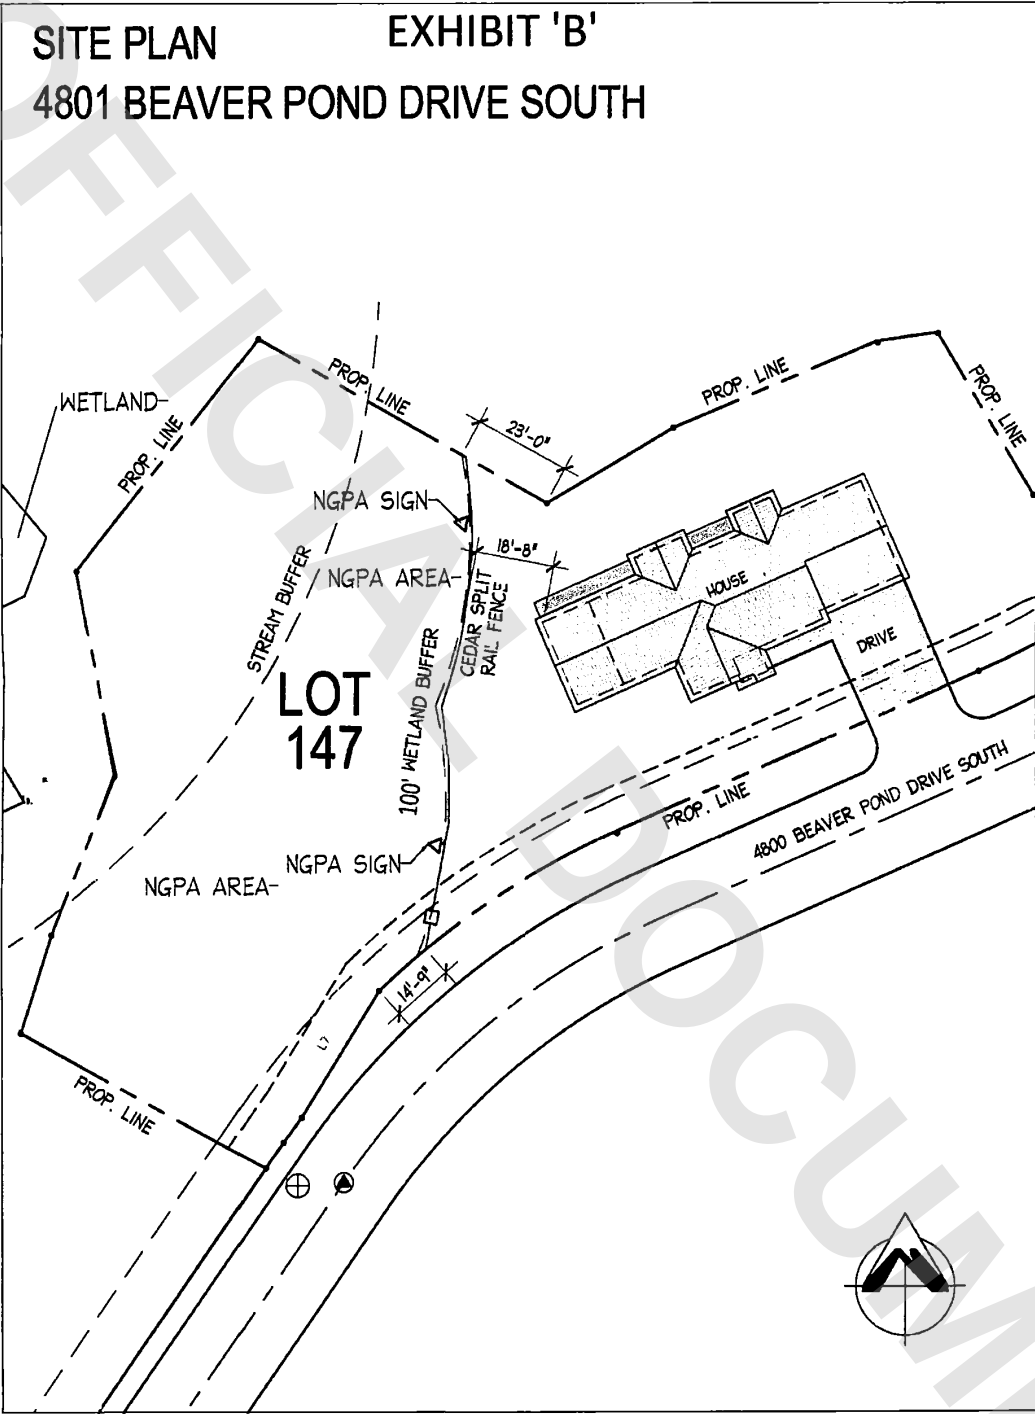 SITE PLAN
EXHIBIT 'B'
4801 BEAVER POND DRIVE SOUTH
PROP. LINE
PROP. LINE
PROP. LINE
WETLAND
PROP. LINE
23'-0"
NGPA SIGN
18'-8"
NGPA AREA
STREAM BUFFER
CEDAR SPLIT
RAIL FENCE
HOUSE
DRIVE
100' WETLAND BUFFER
LOT
147
PROP. LINE
4800 BEAVER POND DRIVE SOUTH
NGPA SIGN
NGPA AREA
14'-9"
L7
PROP. LINE
OFFICIAL DOCUM